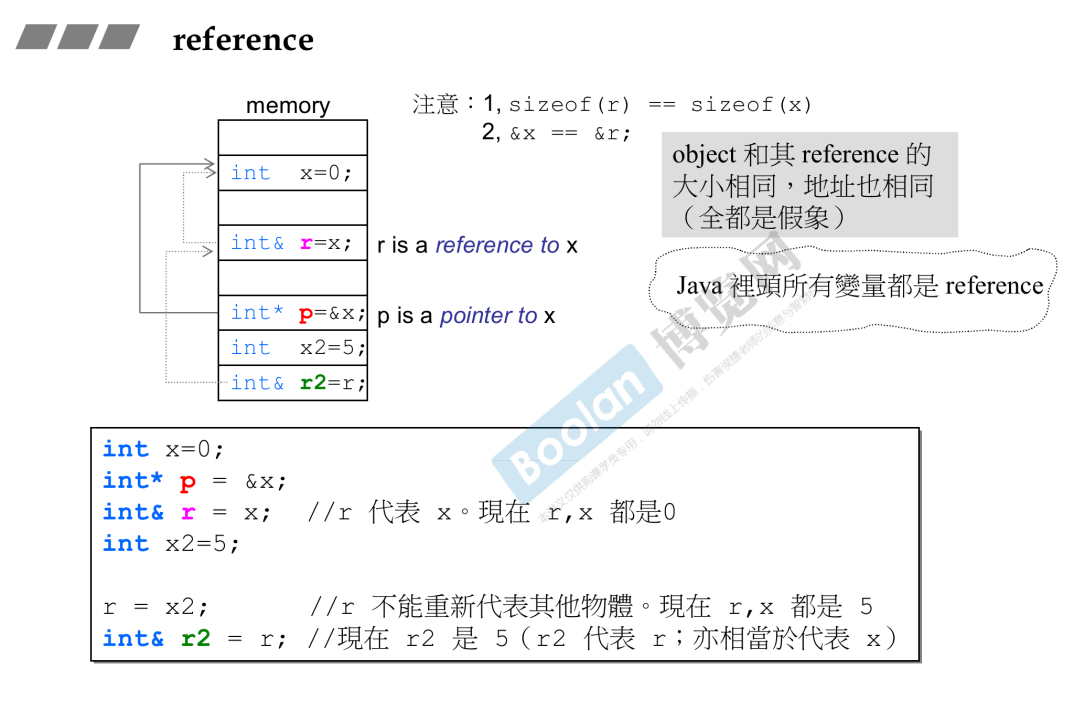 reference
memory
int x=0;
int& r=x;
int* p=&x;
int x2=5;
int& r2=r;
r is a reference to x
p is a pointer to x
注意：1, sizeof(r) == sizeof(x)
2, &x == &r;
object 和其 reference 的
大小相同，地址也相同
（全都是假象）
Java 裡頭所有變量都是 reference
Boolan 博览网
int x=0;
int* p = &x;
int& r = x; //r 代表 x。現在 r,x 都是0
int x2=5;
r = x2; //r 不能重新代表其他物體。現在 r,x 都是 5
int& r2 = r; //現在 r2 是 5（r2 代表 r；亦相當於代表 x）